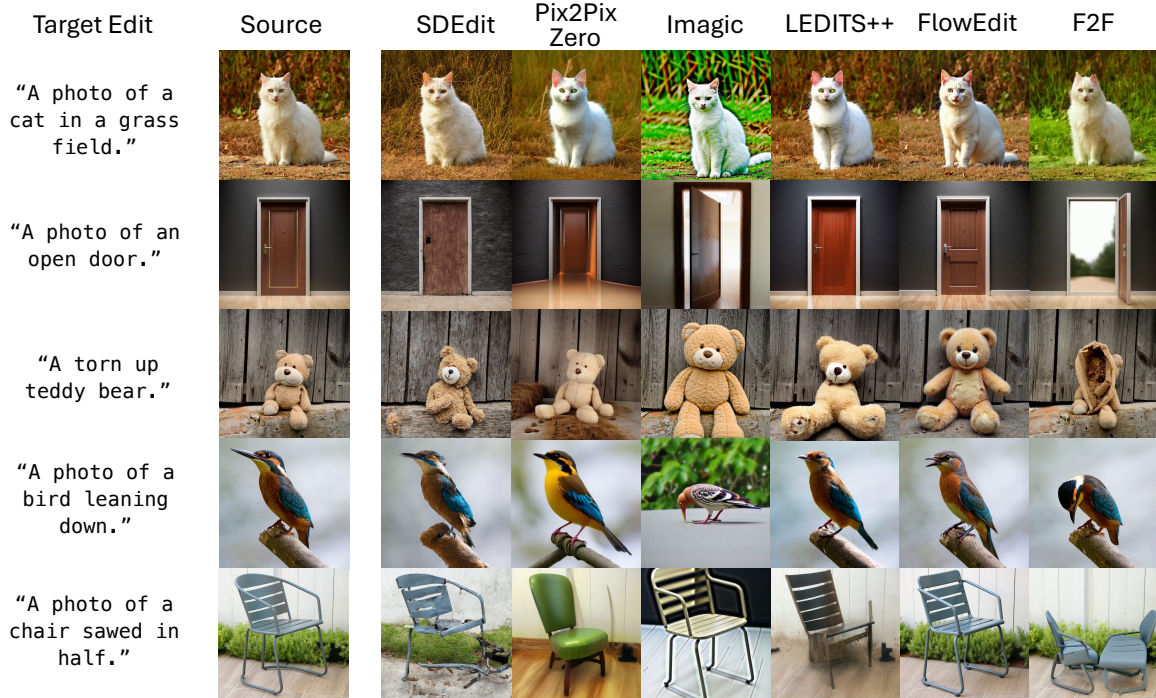 Target Edit
Source
SDEdit
Pix2Pix
Zero
Imagic
LEDITS++
FlowEdit
F2F
“A photo of a
cat in a grass
field.”
“A photo of an
open door.”
“A torn up
teddy bear.”
“A photo of a
bird leaning
down.”
“A photo of a
chair sawed in
half.”